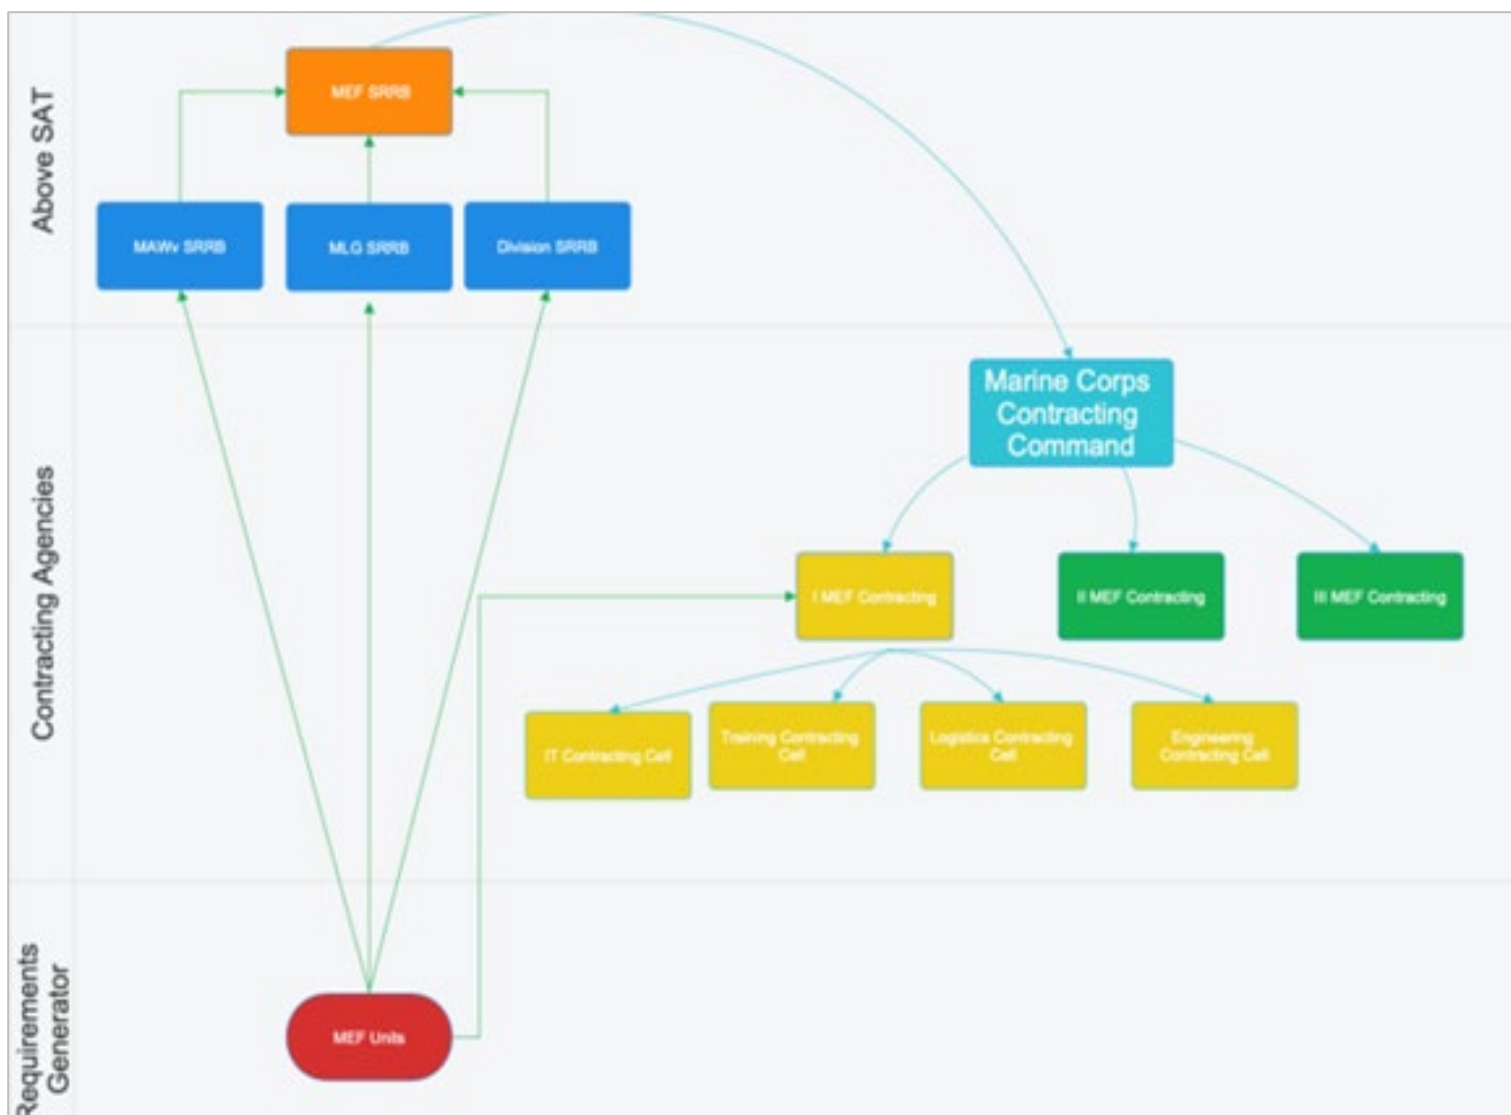 Above SAT
MEF SRRB
MAWv SRRB
MLG SRRB
Division SRRB
Contracting Agencies
Marine Corps
Contracting
Command
I MEF Contracting
II MEF Contracting
III MEF Contracting
IT Contracting Cell
Training Contracting
Cell
Logistics Contracting
Cell
Engineering
Contracting Cell
Requirements
Generator
MEF Units